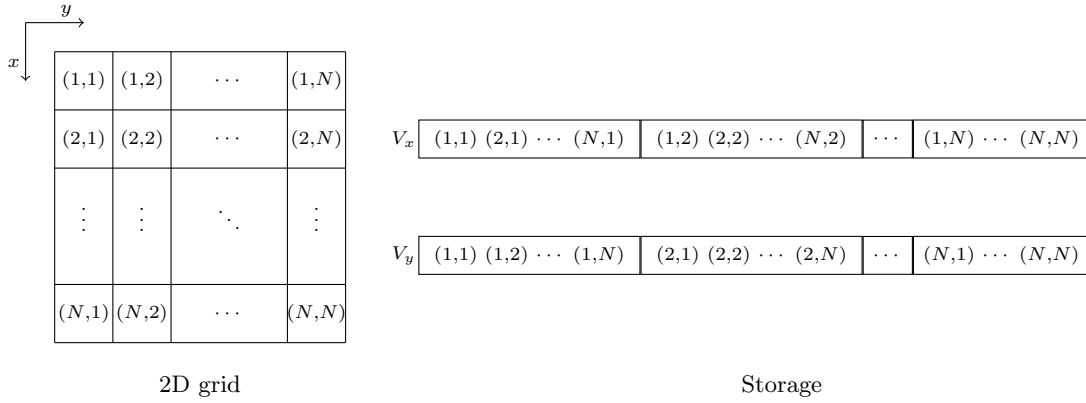 y
x
(1,1) (1,2) ⋯ (1,N)
(2,1) (2,2) ⋯ (2,N)
⋮ ⋮ ⋱ ⋮
(N,1) (N,2) ⋯ (N,N)
2D grid
V_x (1,1) (2,1) ⋯ (N,1) (1,2) (2,2) ⋯ (N,2) ⋯ (1,N) ⋯ (N,N)
V_y (1,1) (1,2) ⋯ (1,N) (2,1) (2,2) ⋯ (2,N) ⋯ (N,1) ⋯ (N,N)
Storage